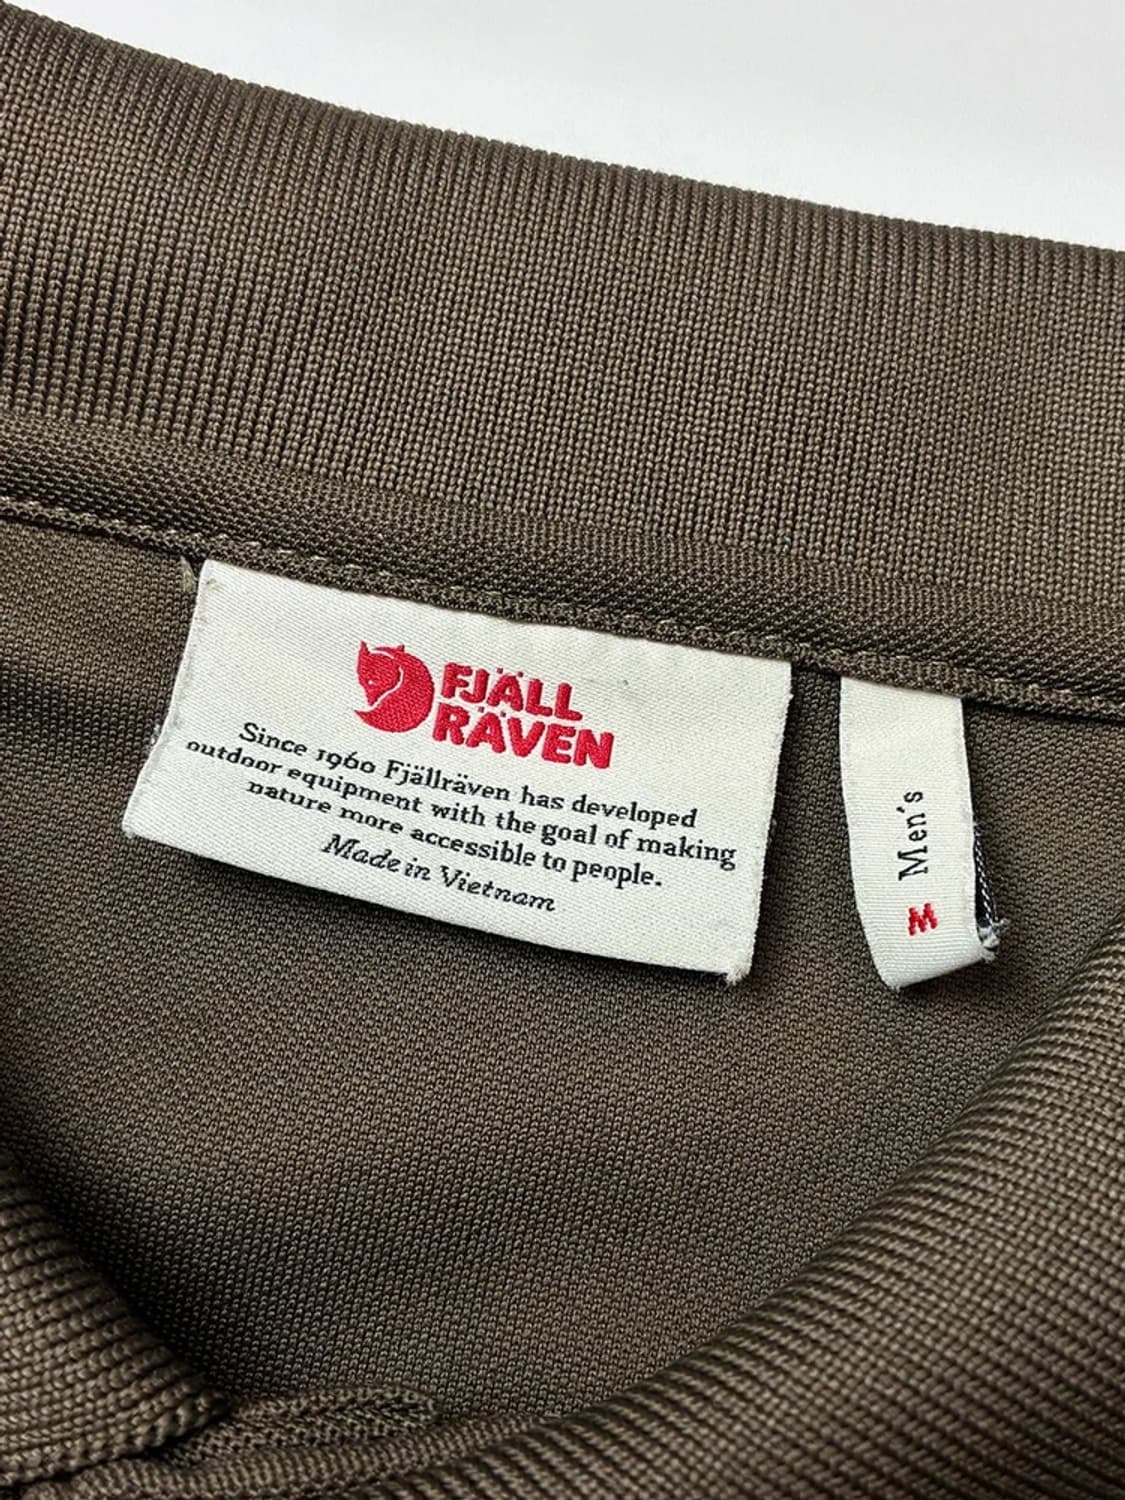 FJÄLL
RÄVEN
Since 1960 Fjällräven has developed
outdoor equipment with the goal of making
nature more accessible to people.
Made in Vietnam
Men's
M